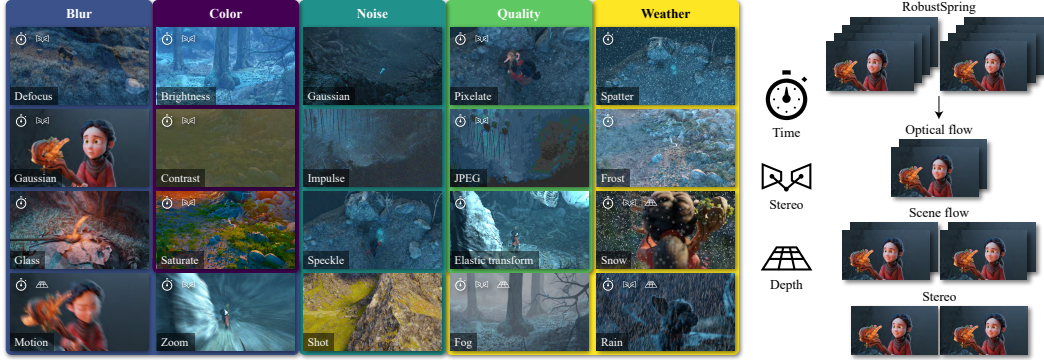 Blur
Color
Noise
Quality
Weather
Defocus
Brightness
Gaussian
Pixelate
Spatter
Gaussian
Contrast
Impulse
JPEG
Frost
Glass
Saturate
Speckle
Elastic transform
Snow
Motion
Zoom
Shot
Fog
Rain
Time
Stereo
Depth
RobustSpring
Optical flow
Scene flow
Stereo